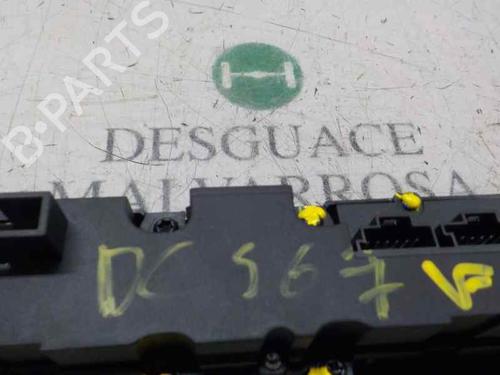 B-PARTS
DESGUACE
MALVARROSA
DC 567 V